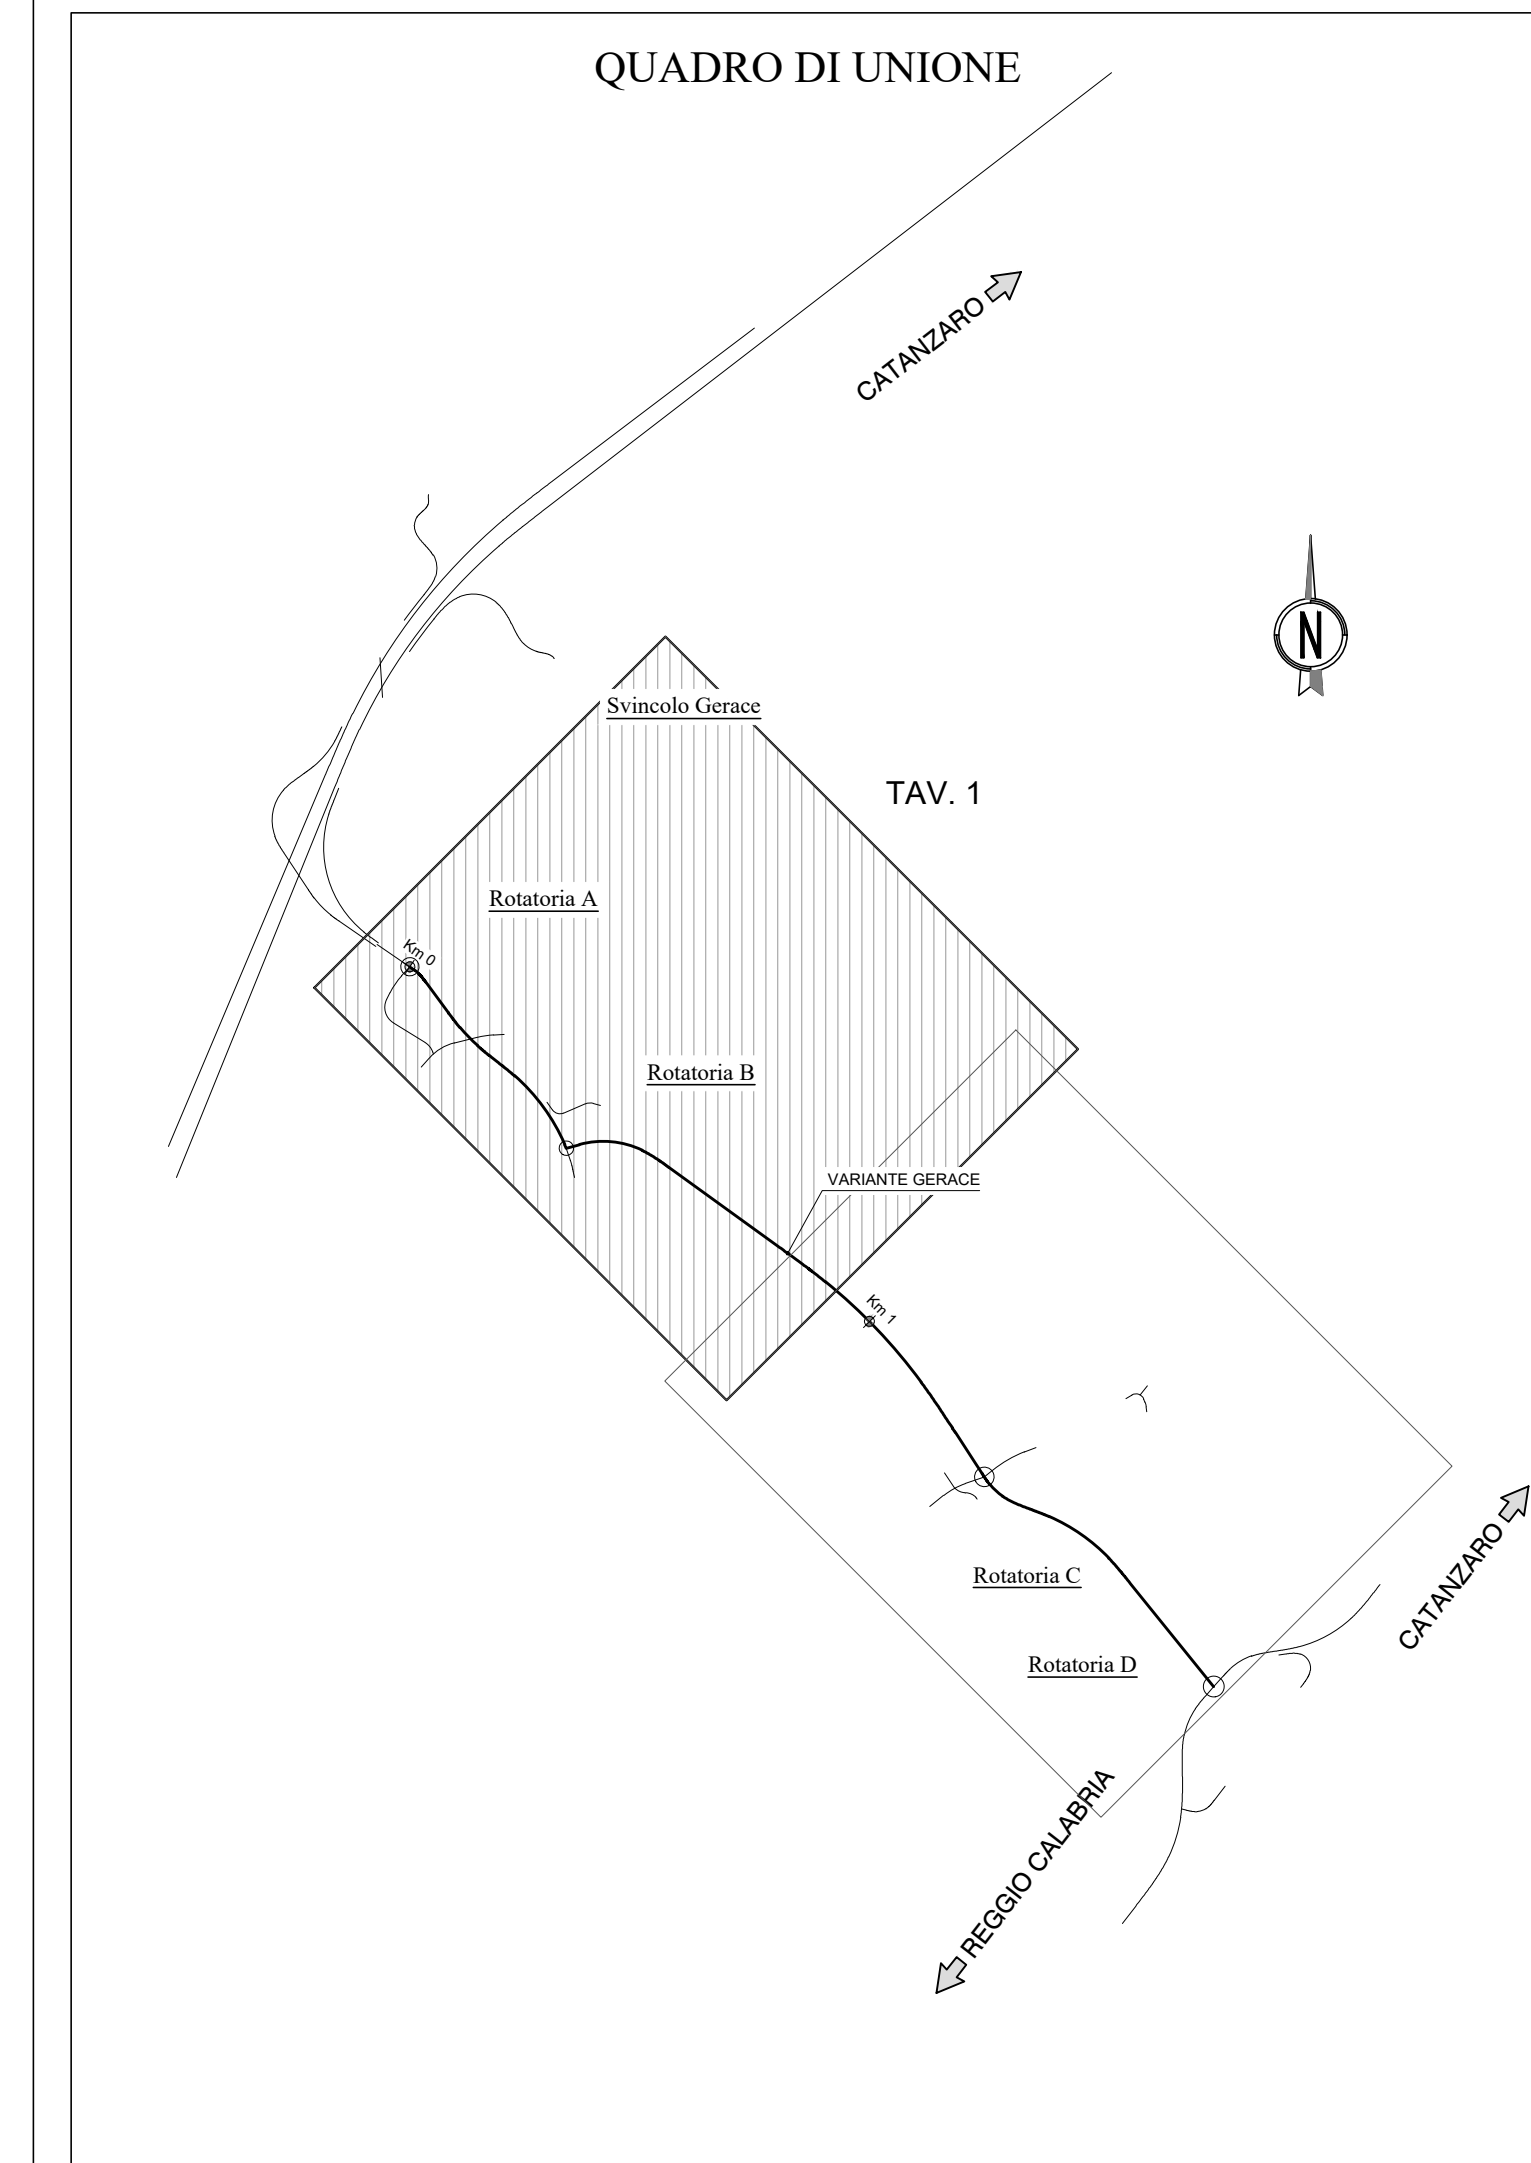 QUADRO DI UNIONE
CATANZARO
N
Svincolo Gerace
TAV. 1
Rotatoria A
Km 0
Rotatoria B
VARIANTE GERACE
Km 1
CATANZARO
Rotatoria C
Rotatoria D
REGGIO CALABRIA